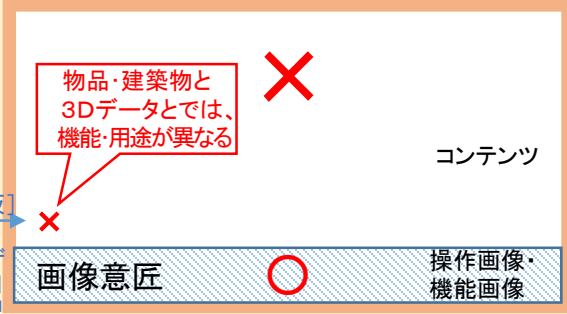 物品・建築物と
3Dデータとでは、
機能・用途が異なる
コンテンツ
画像意匠
操作画像・
機能画像